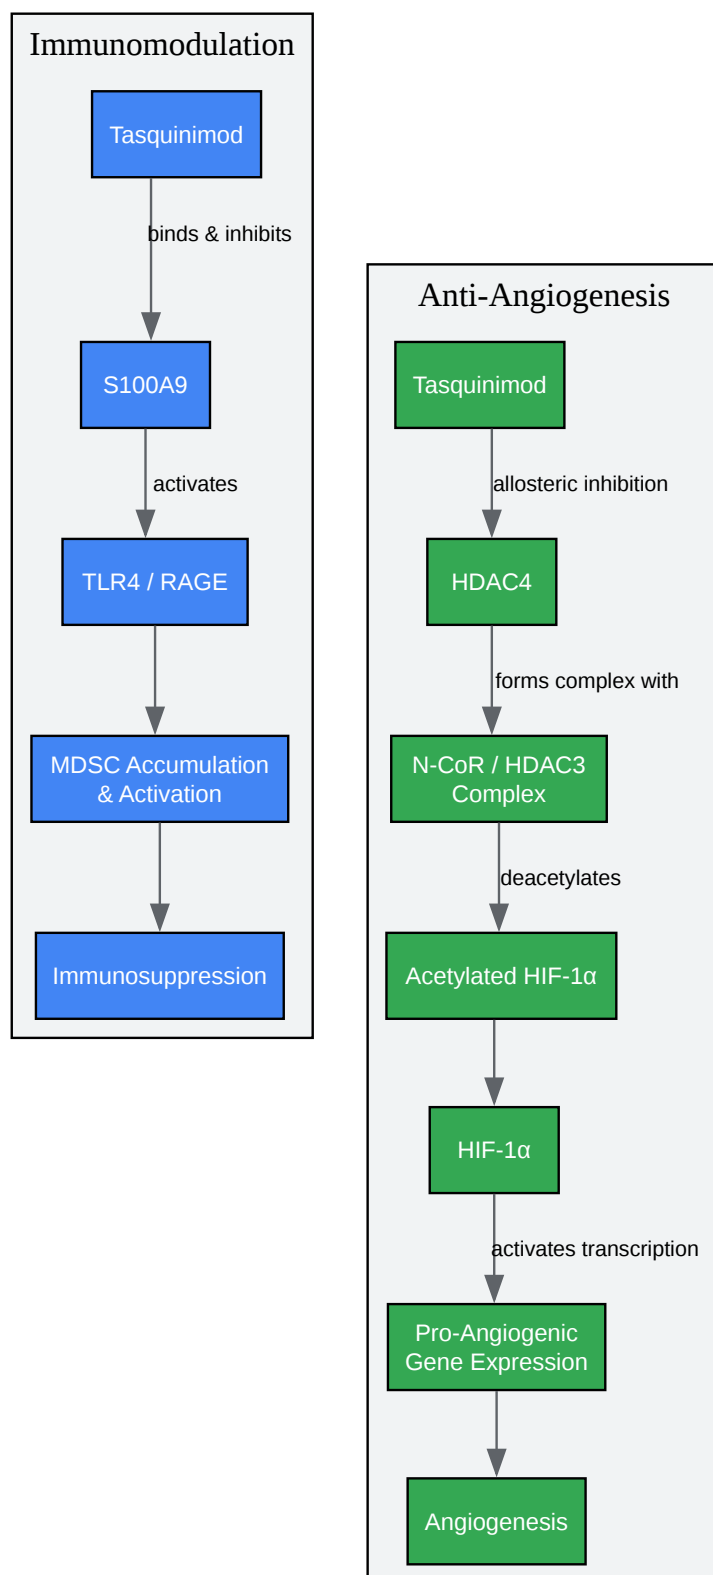 Immunomodulation
Tasquinimod
binds & inhibits
S100A9
activates
TLR4 / RAGE
MDSC Accumulation
& Activation
Immunosuppression
Anti-Angiogenesis
Tasquinimod
allosteric inhibition
HDAC4
forms complex with
N-CoR / HDAC3
Complex
deacetylates
Acetylated HIF-1α
HIF-1α
activates transcription
Pro-Angiogenic
Gene Expression
Angiogenesis